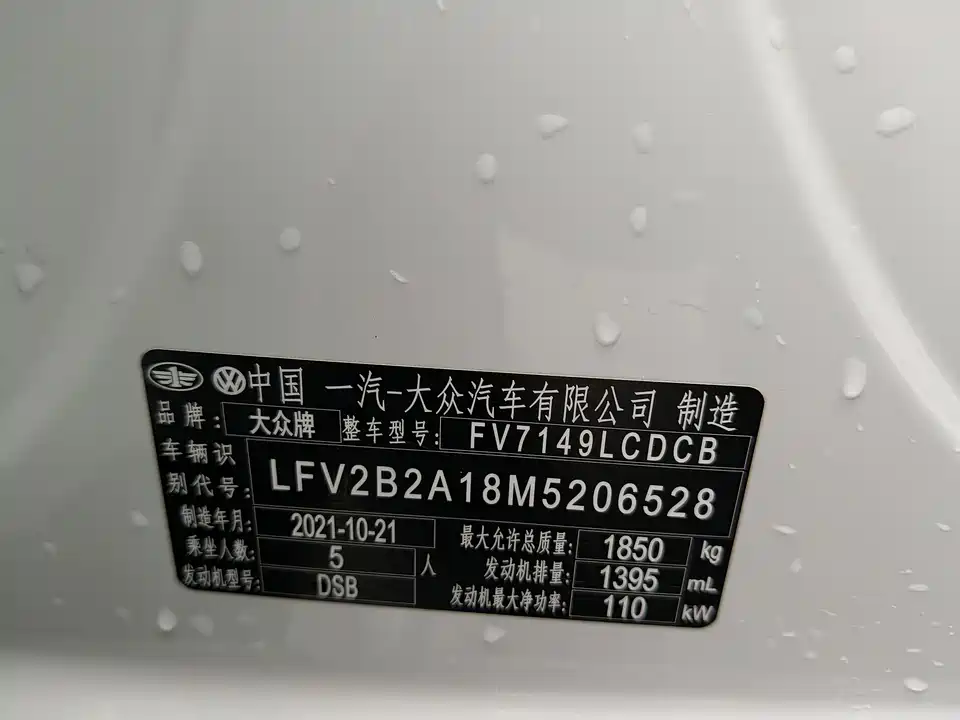 中国 一汽-大众汽车有限公司 制造
品牌: 大众牌 整车型号: FV7149LCDCB
车辆识别代号: LFV2B2A18M5206528
制造年月: 2021-10-21 最大允许总质量: 1850 kg
乘坐人数: 5 人 发动机排量: 1395 mL
发动机型号: DSB 发动机最大净功率: 110 kW